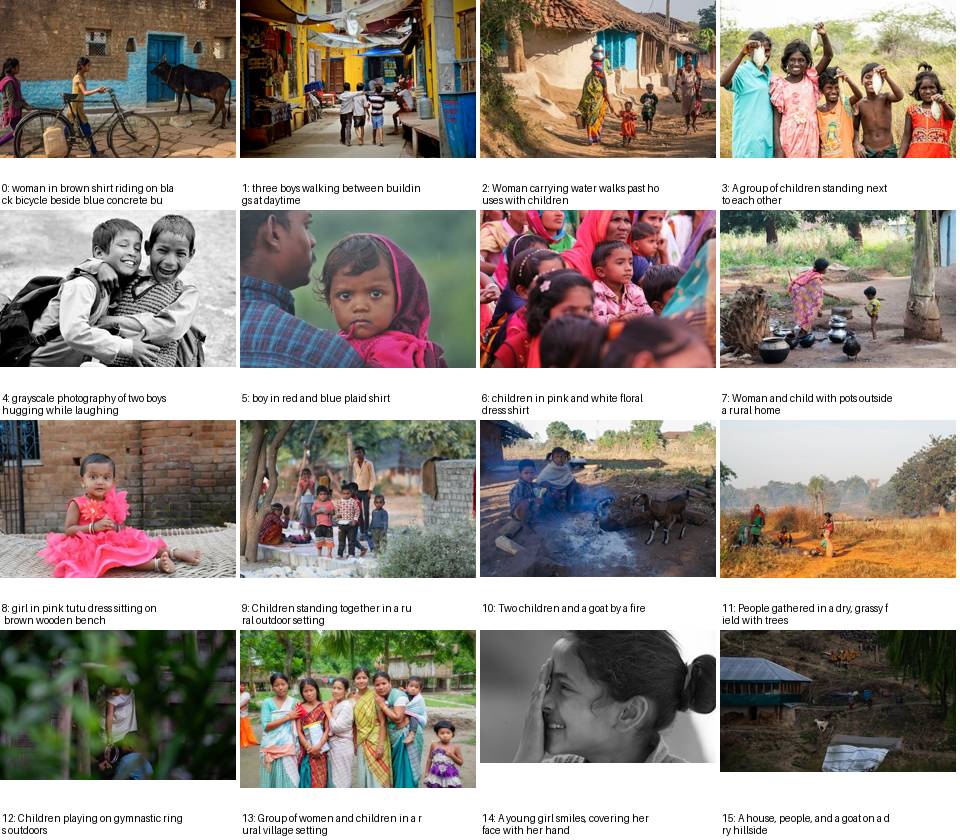 0: woman in brown shirt riding on bla
ck bicycle beside blue concrete bu
1: three boys walking between buildin
gs at daytime
2: Woman carrying water walks past ho
uses with children
3: A group of children standing next
to each other
4: grayscale photography of two boys
hugging while laughing
5: boy in red and blue plaid shirt
6: children in pink and white floral
dress shirt
7: Woman and child with pots outside
a rural home
8: girl in pink tutu dress sitting on
brown wooden bench
9: Children standing together in a ru
ral outdoor setting
10: Two children and a goat by a fire
11: People gathered in a dry, grassy f
ield with trees
12: Children playing on gymnastic ring
s outdoors
13: Group of women and children in a r
ural village setting
14: A young girl smiles, covering her
face with her hand
15: A house, people, and a goat on a d
ry hillside